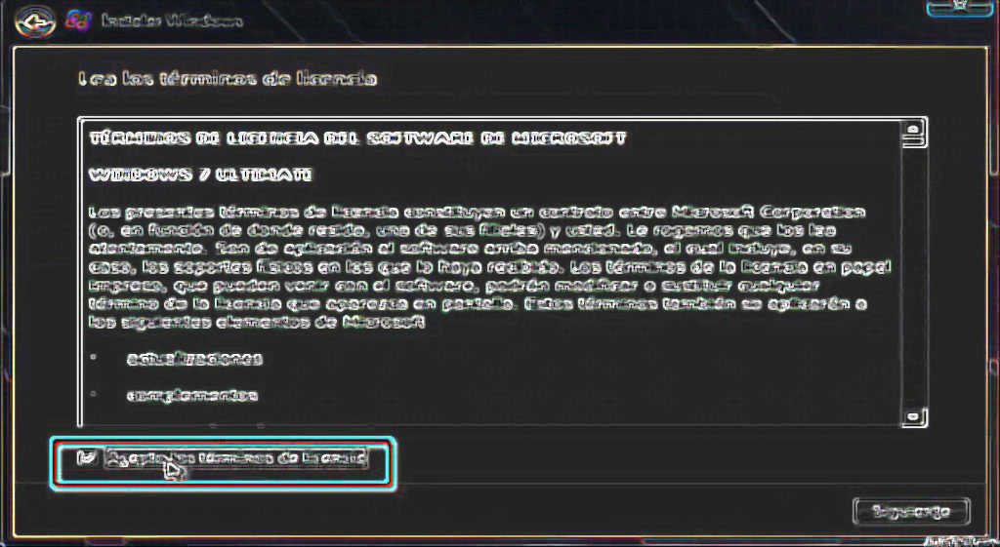 Instalar Windows
Lea los términos de licencia
TÉRMINOS DE LICENCIA DEL SOFTWARE DE MICROSOFT
WINDOWS 7 ULTIMATE
Los presentes términos de licencia constituyen un contrato entre Microsoft Corporation
(o, en función de donde resida, una de sus filiales) y usted. Le rogamos que los lea
atentamente. Son de aplicación al software arriba mencionado, el cual incluye, en su
caso, los soportes físicos en los que lo haya recibido. Los términos de la licencia en papel
impreso, que pueden venir con el software, podrán modificar o sustituir cualquier
término de la licencia que aparezca en pantalla. Estos términos también se aplicarán a
los siguientes elementos de Microsoft
· actualizaciones
· complementos
Acepto los términos de licencia
Siguiente